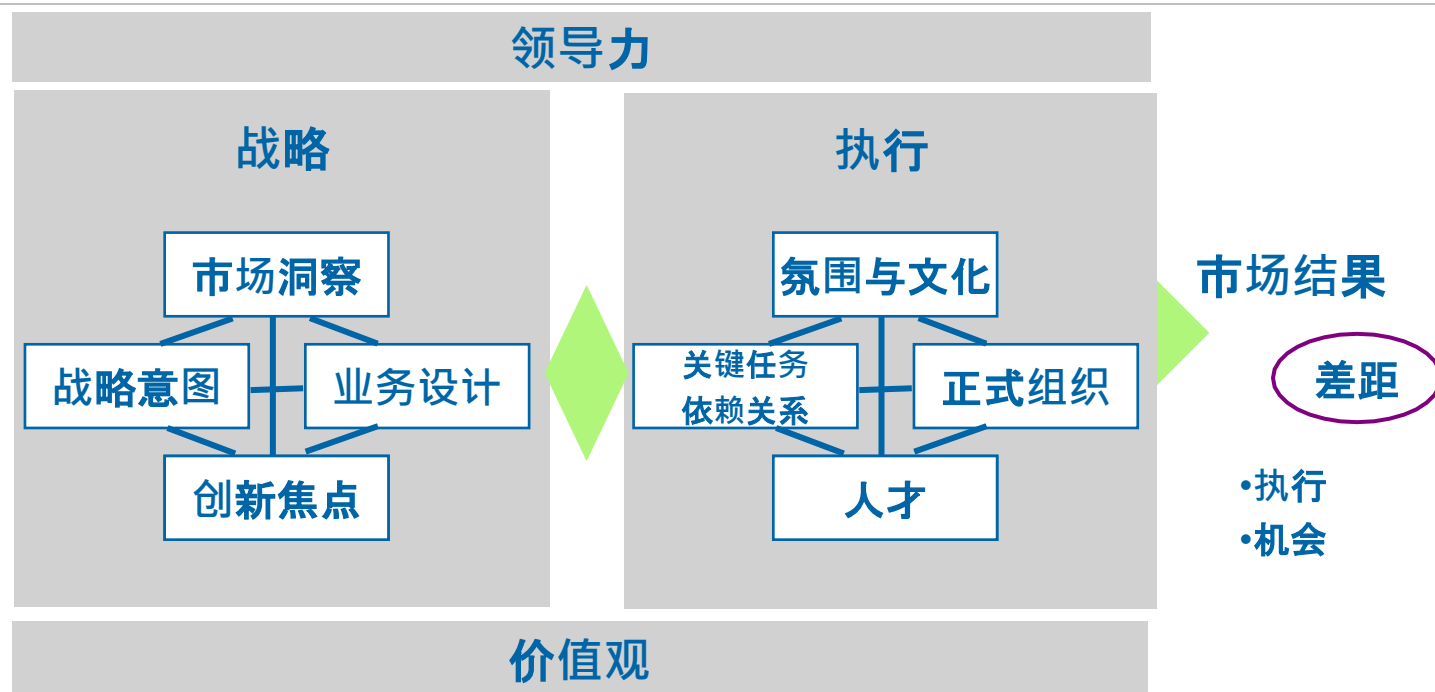 领导力
战略
市场洞察
战略意图
业务设计
创新焦点
执行
氛围与文化
关键任务
依赖关系
正式组织
人才
市场结果
差距
•执行
•机会
价值观